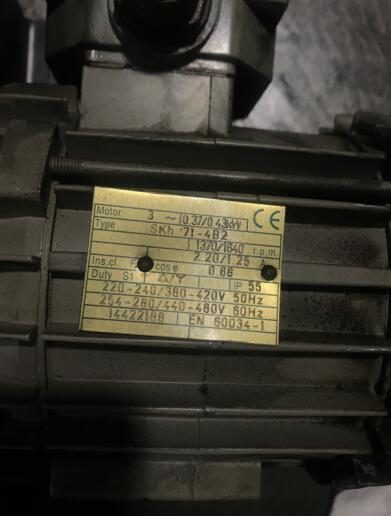 Motor 3 ~ 0.37/0.43kW CE
Type SKh 71-4B2
1370/1640 r.p.m.
2.20/1.25 A
Ins.cl. F cosφ 0.68
Duty S1 Δ/Y IP 55
220-240/380-420V 50Hz
254-280/440-480V 60Hz
14422188 EN 60034-1